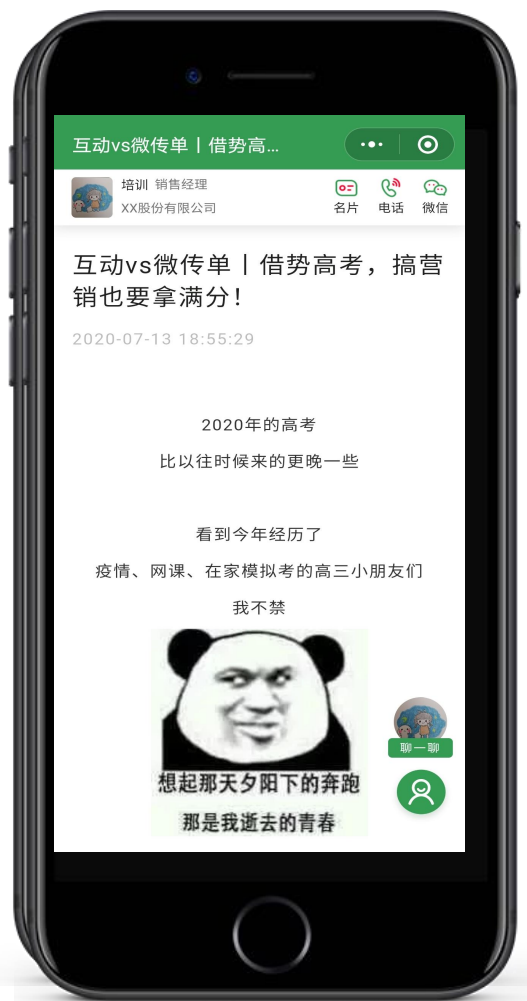 互动vs微传单丨借势高...
培训 销售经理
XX股份有限公司
名片 电话 微信
互动vs微传单丨借势高考，搞营
销也要拿满分！
2020-07-13 18:55:29
2020年的高考
比以往时候来的更晚一些
看到今年经历了
疫情、网课、在家模拟考的高三小朋友们
我不禁
想起那天夕阳下的奔跑
那是我逝去的青春
聊一聊